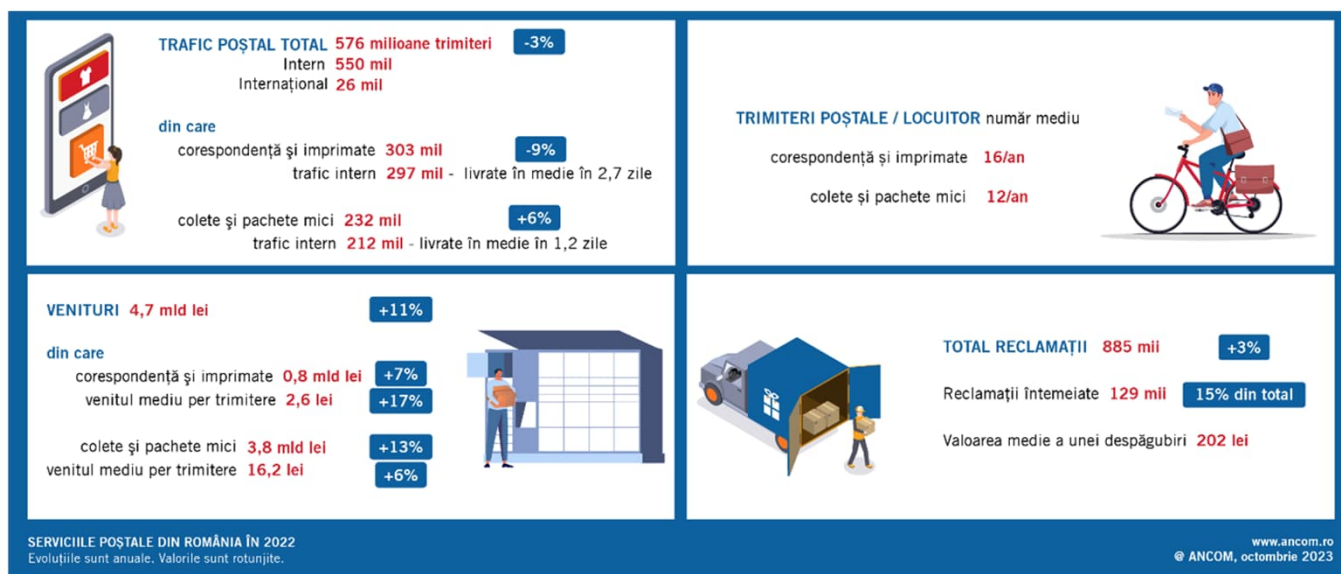 TRAFIC POȘTAL TOTAL 576 milioane trimiteri -3%
Intern 550 mil
Internațional 26 mil
din care
corespondență şi imprimate 303 mil -9%
trafic intern 297 mil - livrate în medie în 2,7 zile
colete și pachete mici 232 mil +6%
trafic intern 212 mil - livrate în medie în 1,2 zile
TRIMITERI POȘTALE / LOCUITOR număr mediu
corespondență și imprimate 16/an
colete și pachete mici 12/an
VENITURI 4,7 mld lei +11%
din care
corespondență şi imprimate 0,8 mld lei +7%
venitul mediu per trimitere 2,6 lei +17%
colete și pachete mici 3,8 mld lei +13%
venitul mediu per trimitere 16,2 lei +6%
TOTAL RECLAMAȚII 885 mii +3%
Reclamații întemeiate 129 mii 15% din total
Valoarea medie a unei despăgubiri 202 lei
SERVICIILE POȘTALE DIN ROMÂNIA ÎN 2022
Evoluțiile sunt anuale. Valorile sunt rotunjite.
www.ancom.ro
@ ANCOM, octombrie 2023